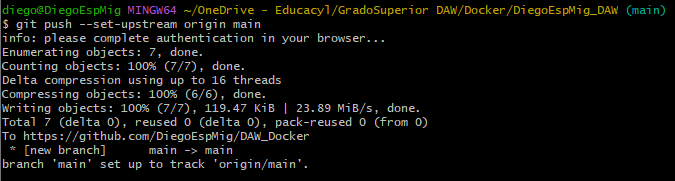 diego@DiegoEspMig MINGW64 ~/OneDrive - Educacyl/GradoSuperior DAW/Docker/DiegoEspMig_DAW (main)
$ git push --set-upstream origin main
info: please complete authentication in your browser...
Enumerating objects: 7, done.
Counting objects: 100% (7/7), done.
Delta compression using up to 16 threads
Compressing objects: 100% (6/6), done.
Writing objects: 100% (7/7), 119.47 KiB | 23.89 MiB/s, done.
Total 7 (delta 0), reused 0 (delta 0), pack-reused 0 (from 0)
To https://github.com/DiegoEspMig/DAW_Docker
 * [new branch]      main -> main
branch 'main' set up to track 'origin/main'.